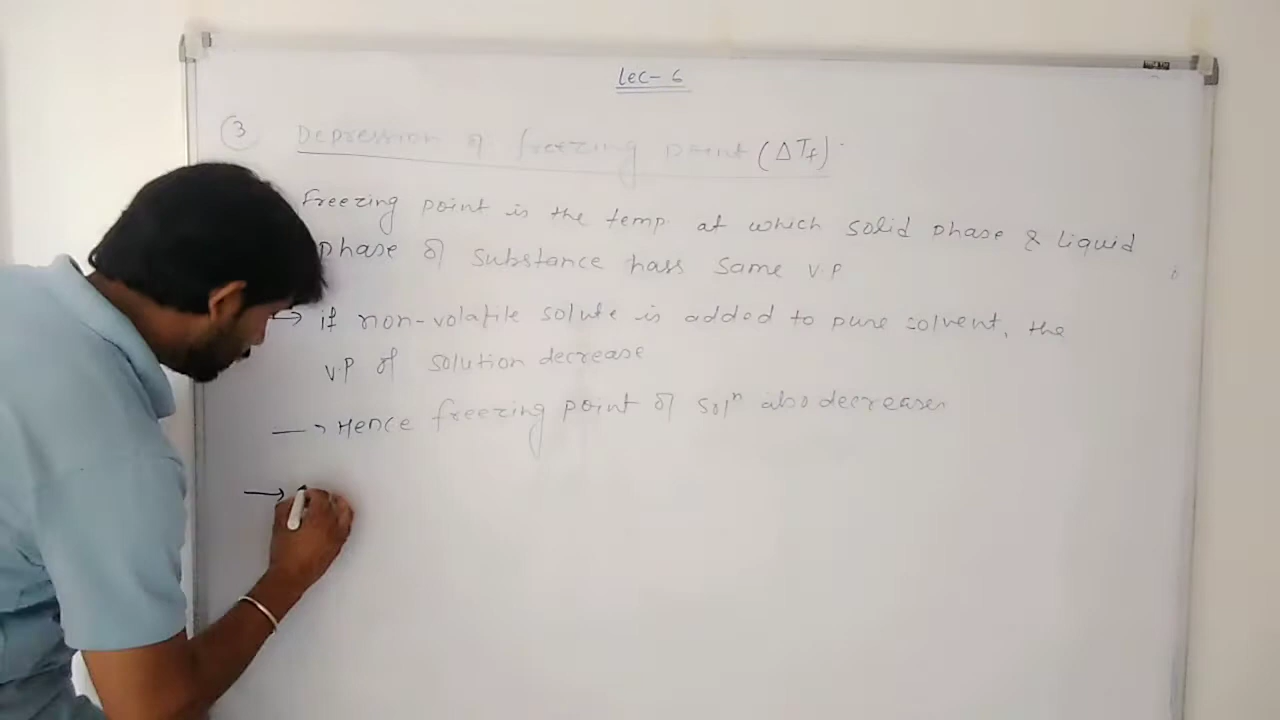 Lec-6
③ Depression of freezing point (ΔTf)
Freezing point is the temp. at which solid phase & liquid
phase of substance hass same v.p
→ if non-volatile solute is added to pure solvent, the
v.p of solution decrease
→ Hence freezing point of solⁿ also decreases
→